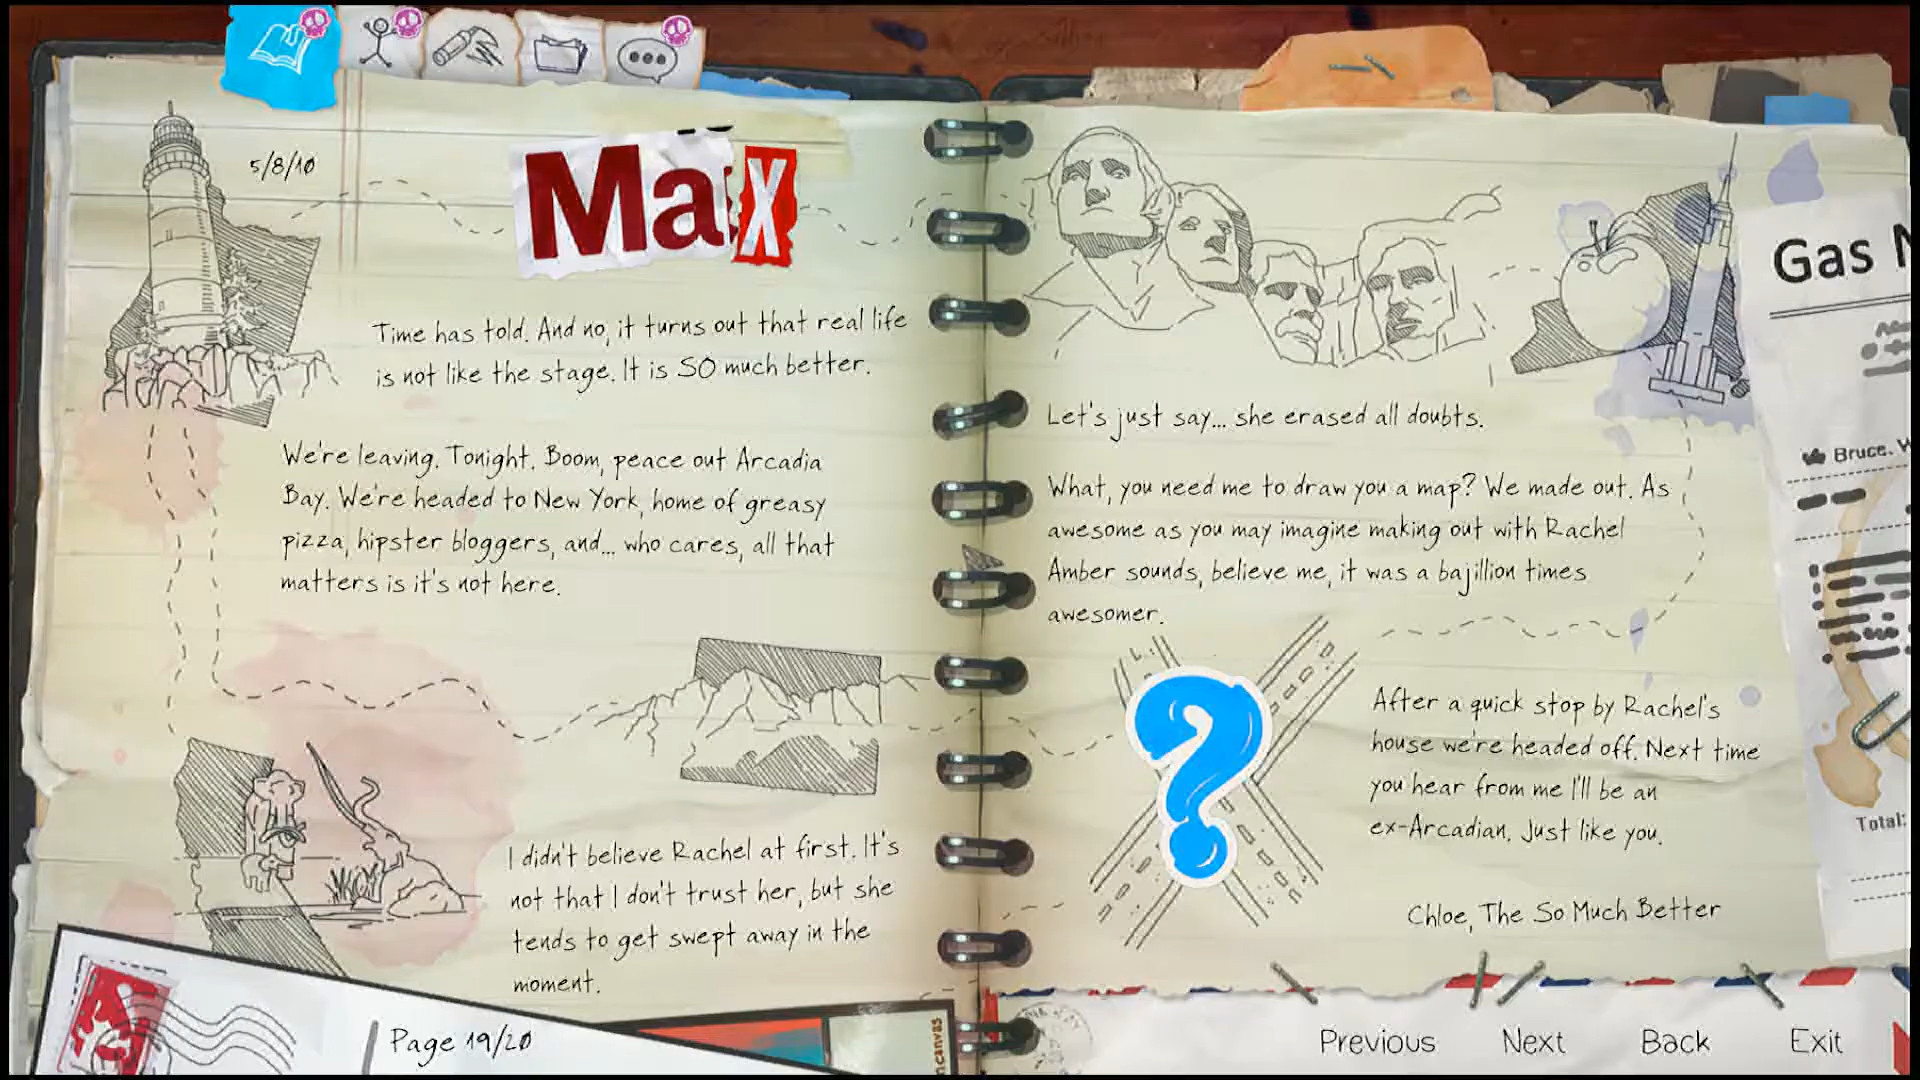 5/8/10
Max
Time has told. And no, it turns out that real life
is not like the stage. It is SO much better.
We're leaving. Tonight. Boom, peace out Arcadia
Bay. We're headed to New York, home of greasy
pizza, hipster bloggers, and... who cares, all that
matters is it's not here.
I didn't believe Rachel at first. It's
not that I don't trust her, but she
tends to get swept away in the
moment.
Let's just say... she erased all doubts.
What, you need me to draw you a map? We made out. As
awesome as you may imagine making out with Rachel
Amber sounds, believe me, it was a bajillion times
awesomer.
?
After a quick stop by Rachel's
house we're headed off. Next time
you hear from me I'll be an
ex-Arcadian. Just like you.
Chloe, The So Much Better
Gas
Bruce. W
Total:
Page 19/20
canvas
Previous Next Back Exit